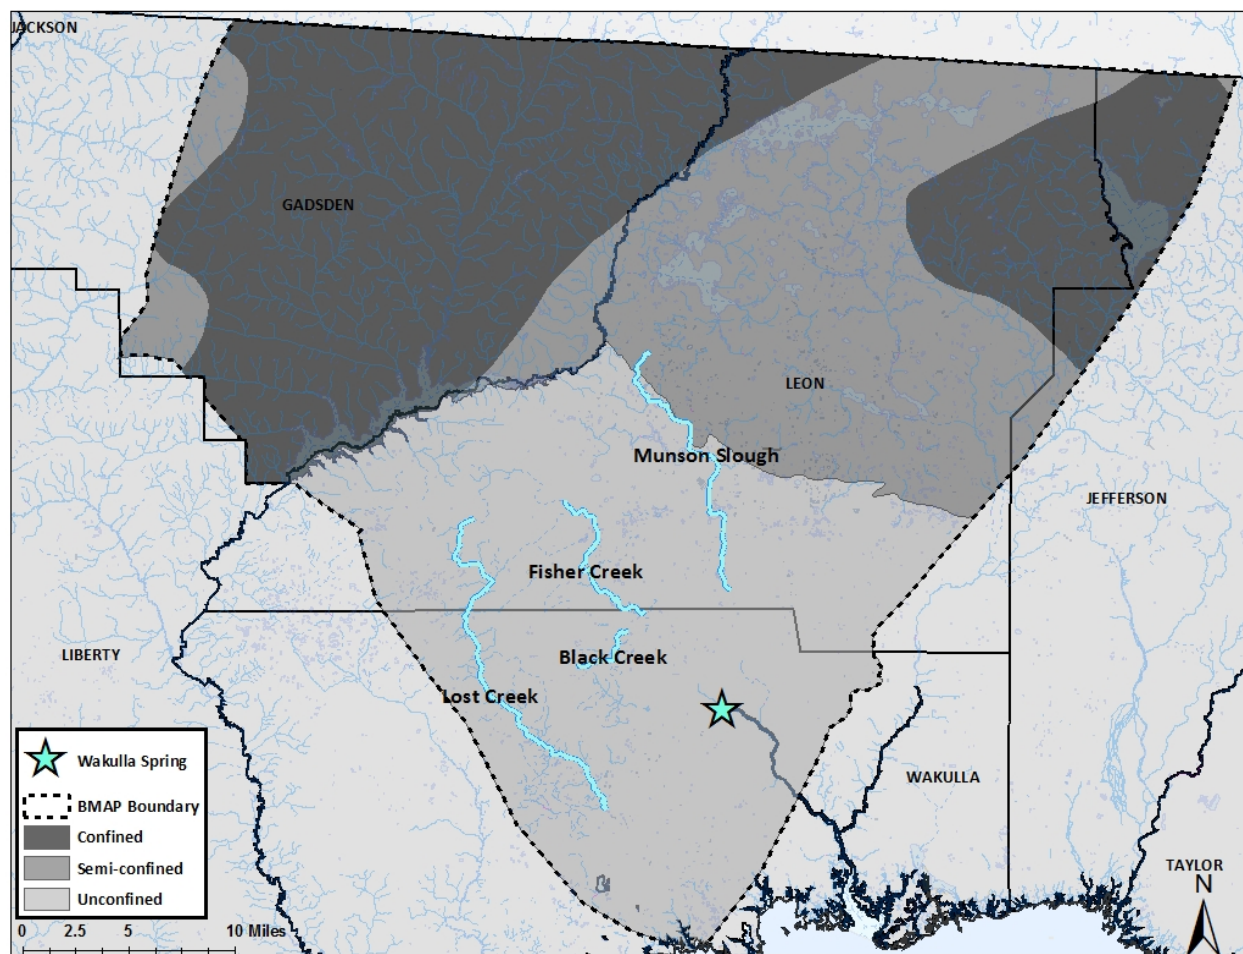 JACKSON
GADSDEN
LEON
Munson Slough
JEFFERSON
Fisher Creek
LIBERTY
Black Creek
Lost Creek
Wakulla Spring
BMAP Boundary
Confined
Semi-confined
Unconfined
WAKULLA
TAYLOR
N
0 2.5 5 10 Miles